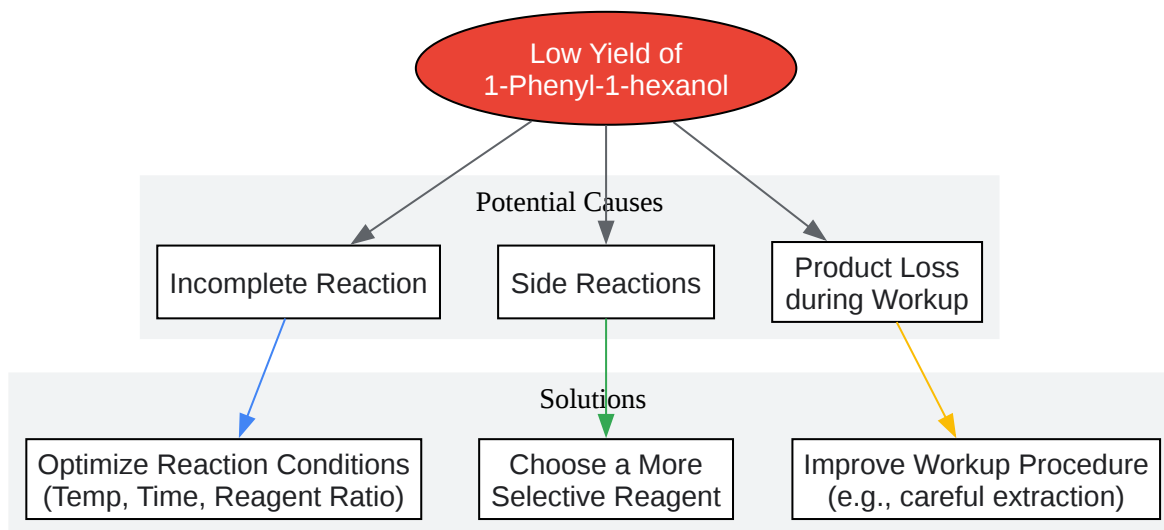 Low Yield of
1-Phenyl-1-hexanol
Potential Causes
Incomplete Reaction
Side Reactions
Product Loss
during Workup
Solutions
Optimize Reaction Conditions
(Temp, Time, Reagent Ratio)
Choose a More
Selective Reagent
Improve Workup Procedure
(e.g., careful extraction)